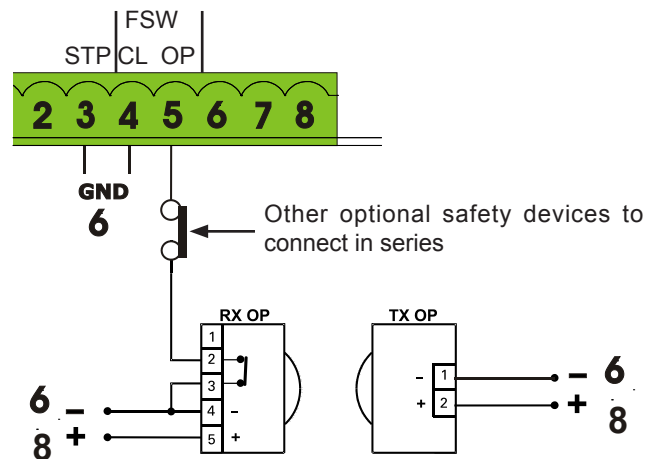 FSW
STP CL OP
2 3 4 5 6 7 8
GND
6
Other optional safety devices to
connect in series
RX OP
1
2
3
4 -
5 +
6 -
8 +
TX OP
- 1
+ 2
- 6
+ 8